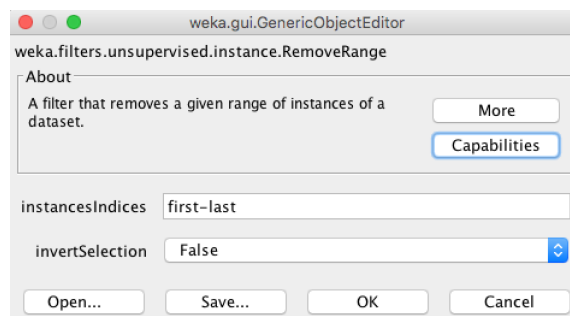 weka.gui.GenericObjectEditor
weka.filters.unsupervised.instance.RemoveRange
About
A filter that removes a given range of instances of a
dataset.
More
Capabilities
instancesIndices first-last
invertSelection False
Open... Save... OK Cancel